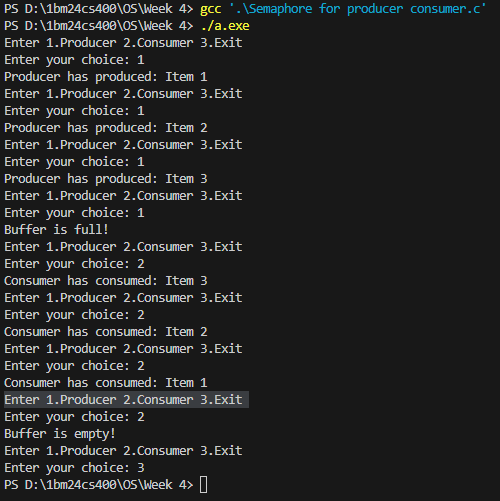 PS D:\1bm24cs400\OS\Week 4> gcc '.\Semaphore for producer consumer.c'
PS D:\1bm24cs400\OS\Week 4> ./a.exe
Enter 1.Producer 2.Consumer 3.Exit
Enter your choice: 1
Producer has produced: Item 1
Enter 1.Producer 2.Consumer 3.Exit
Enter your choice: 1
Producer has produced: Item 2
Enter 1.Producer 2.Consumer 3.Exit
Enter your choice: 1
Producer has produced: Item 3
Enter 1.Producer 2.Consumer 3.Exit
Enter your choice: 1
Buffer is full!
Enter 1.Producer 2.Consumer 3.Exit
Enter your choice: 2
Consumer has consumed: Item 3
Enter 1.Producer 2.Consumer 3.Exit
Enter your choice: 2
Consumer has consumed: Item 2
Enter 1.Producer 2.Consumer 3.Exit
Enter your choice: 2
Consumer has consumed: Item 1
Enter 1.Producer 2.Consumer 3.Exit
Enter your choice: 2
Buffer is empty!
Enter 1.Producer 2.Consumer 3.Exit
Enter your choice: 3
PS D:\1bm24cs400\OS\Week 4>